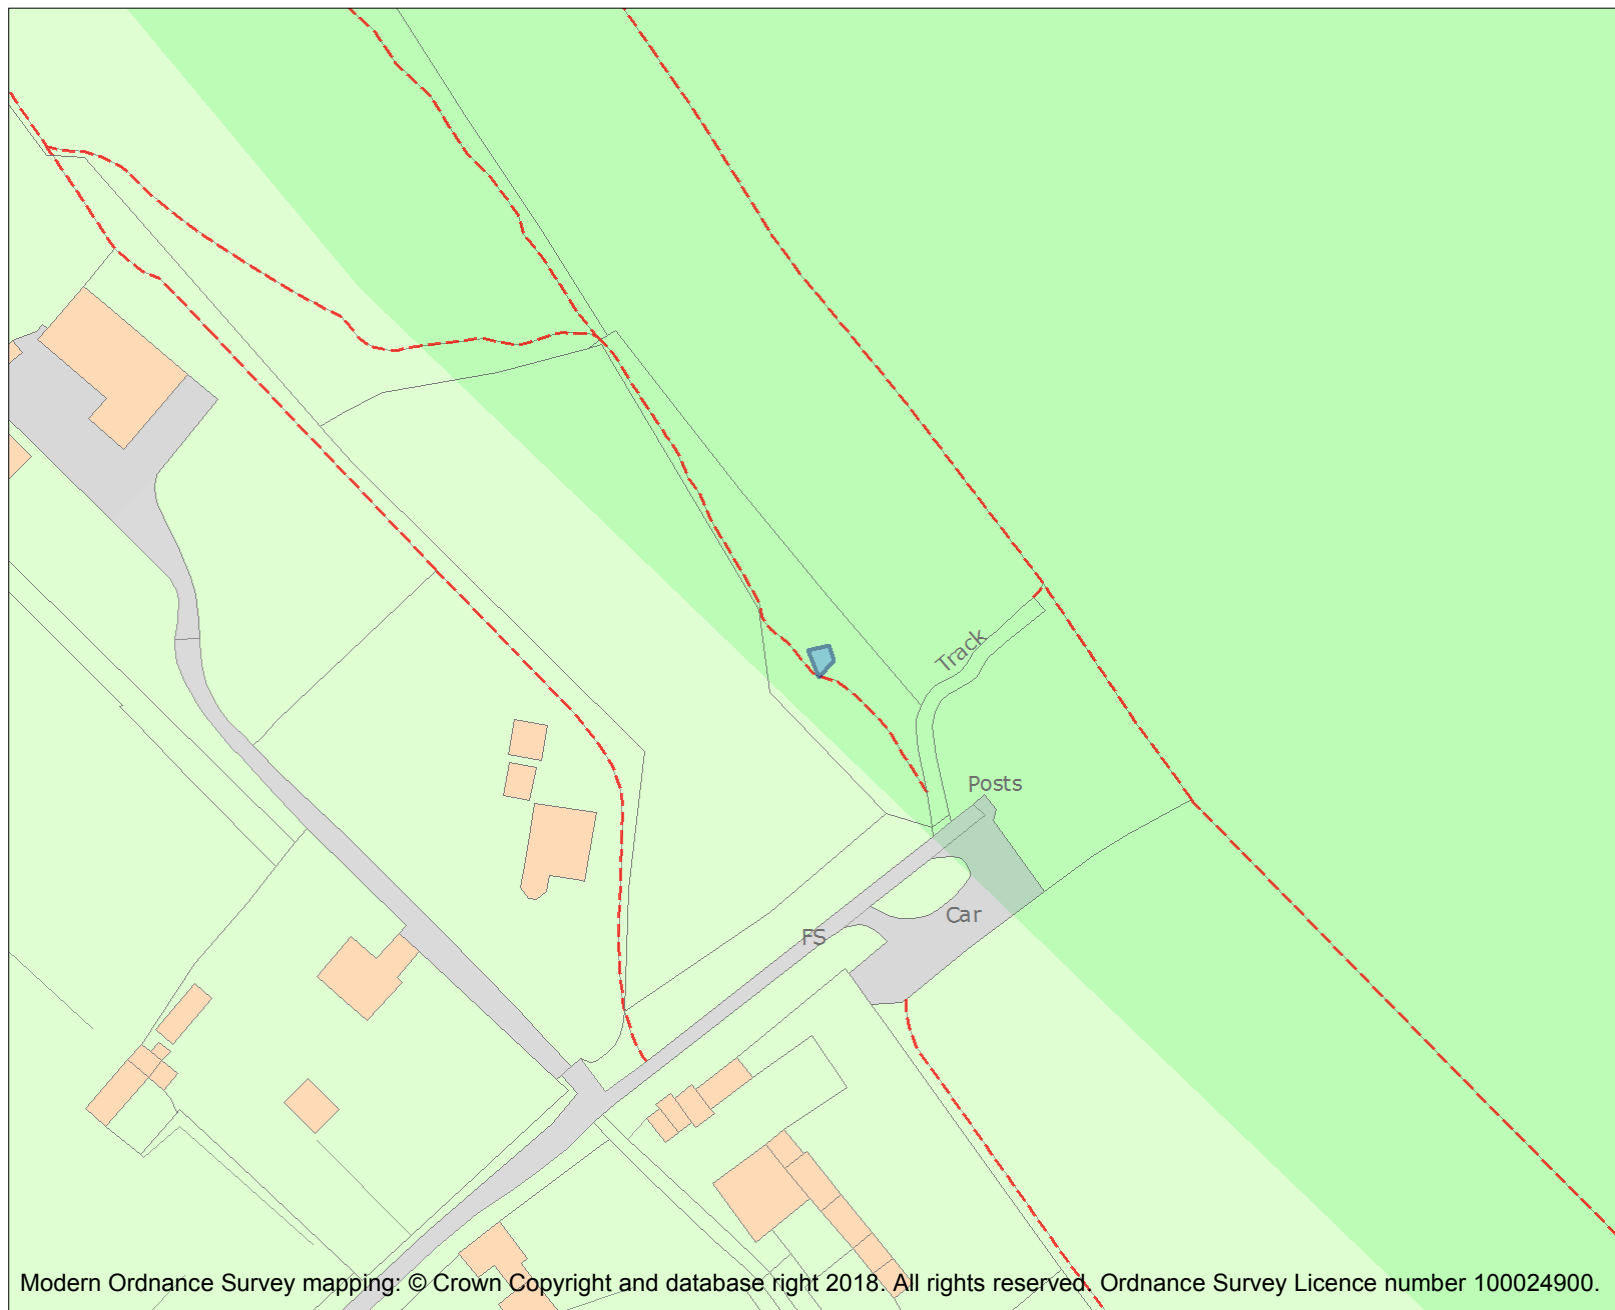 Track
Posts
Car
FS
Modern Ordnance Survey mapping: © Crown Copyright and database right 2018. All rights reserved. Ordnance Survey Licence number 100024900.